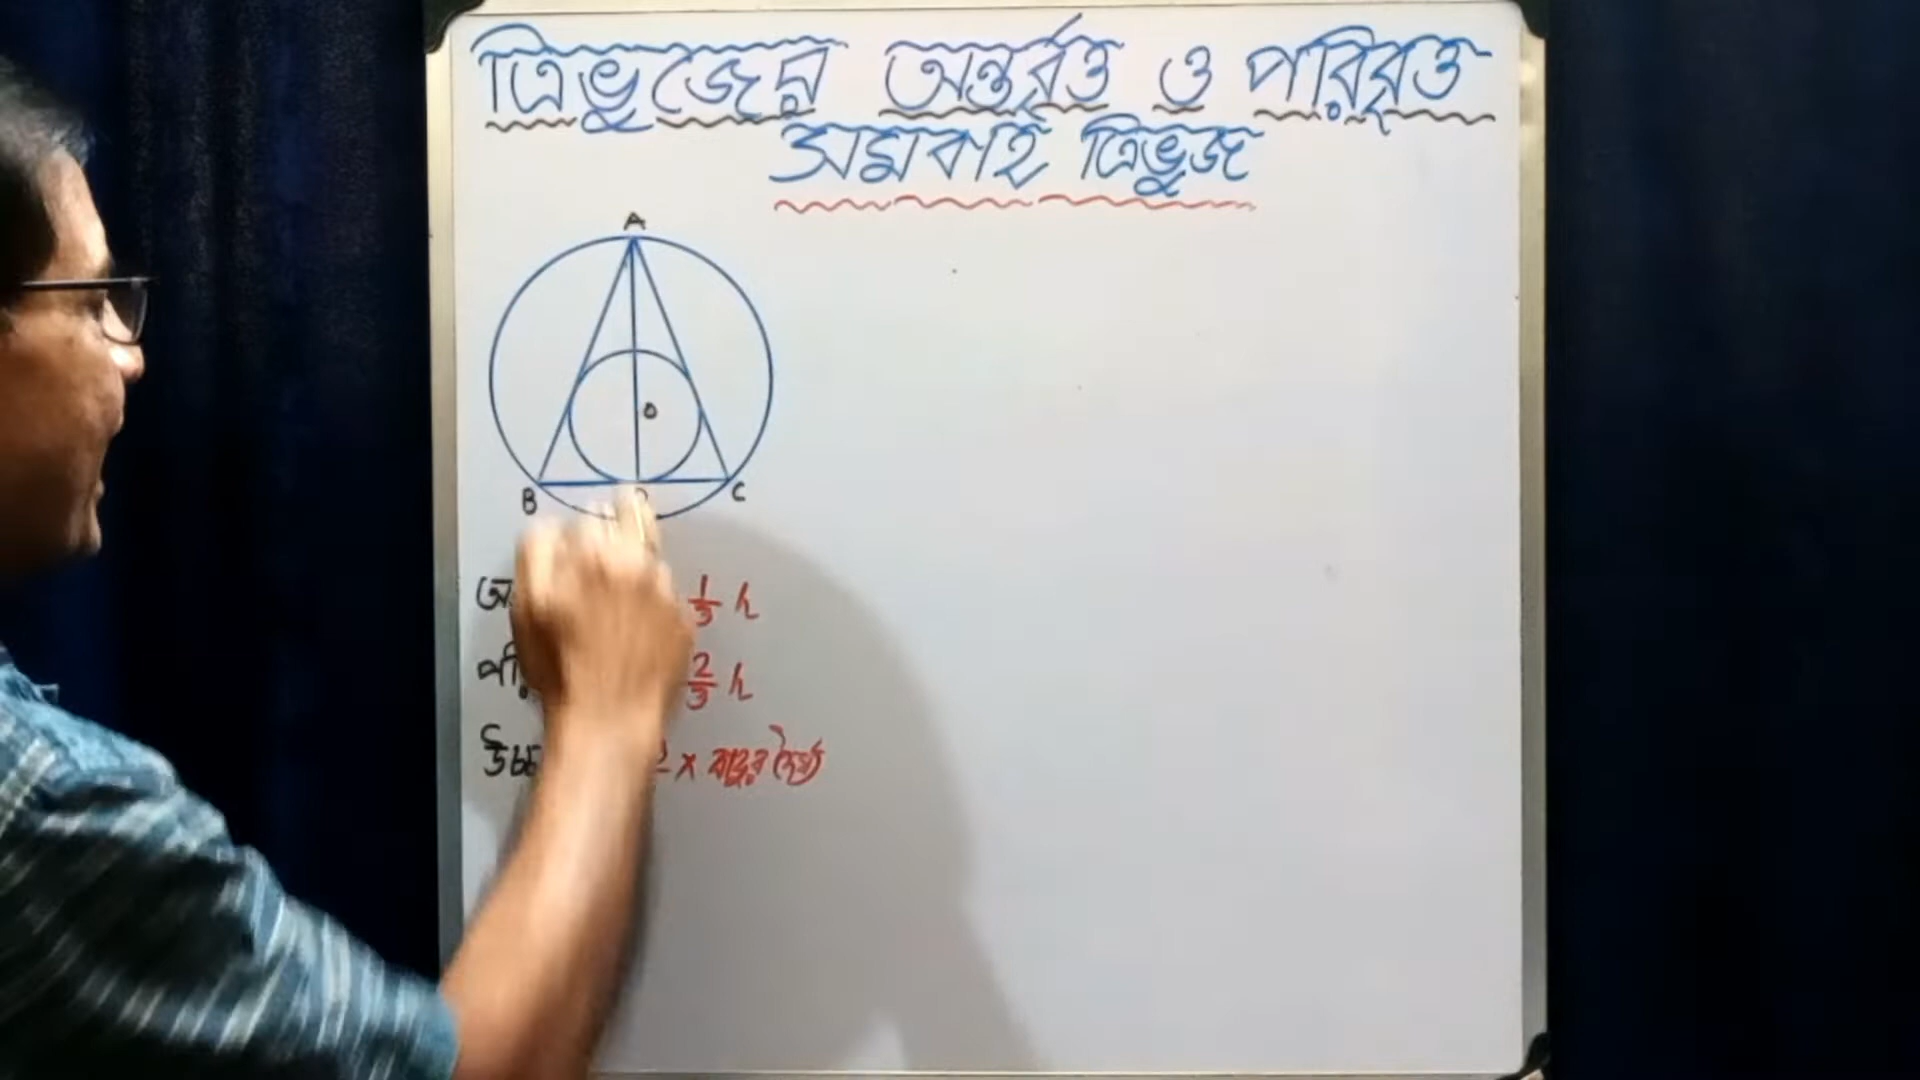 ত্রিভুজের অন্তর্বৃত্ত ও পরিবৃত্ত
সমবাহু ত্রিভুজ
A
O
B C
1/3 h
2/3 h
× বাহুর দৈর্ঘ্য